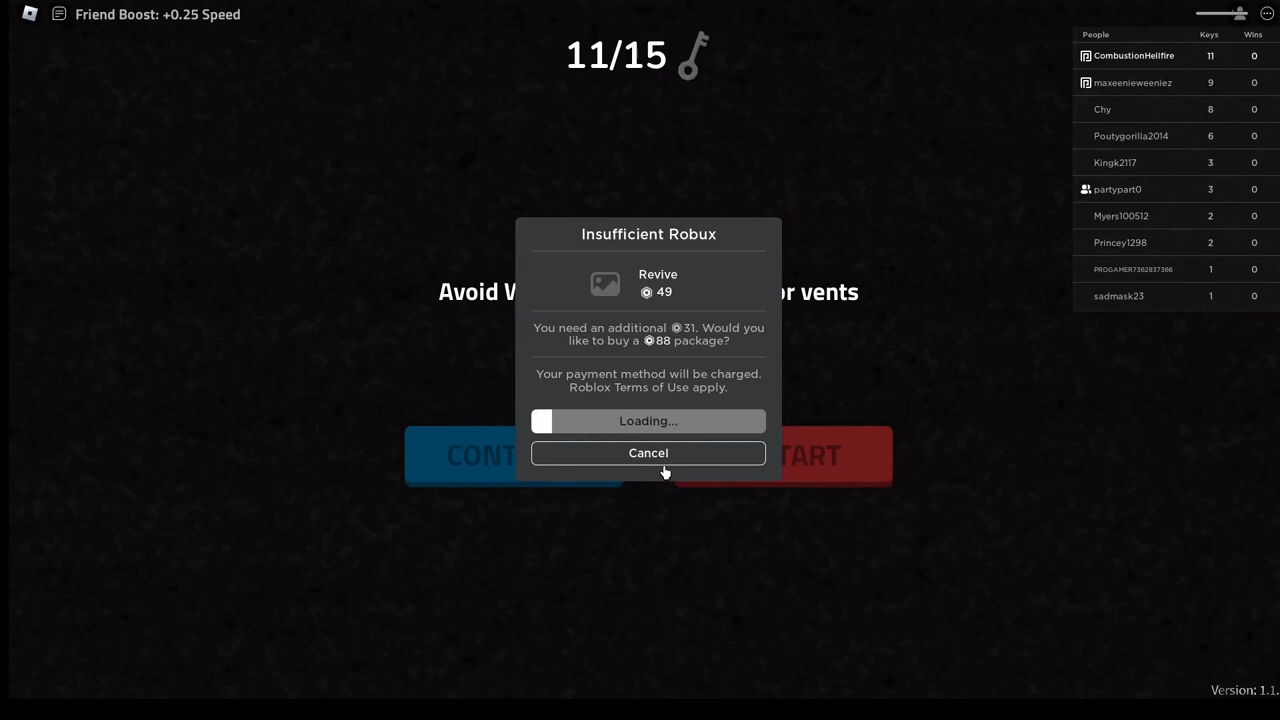 Friend Boost: +0.25 Speed
11/15
People Keys Wins
CombustionHellfire 11 0
maxeenieweeniez 9 0
Chy 8 0
Poutygorilla2014 6 0
Kingk2117 3 0
partypart0 3 0
Myers100512 2 0
Princey1298 2 0
PROGAMER7362837366 1 0
sadmask23 1 0
Insufficient Robux
Revive
49
Avoid W
or vents
You need an additional 31. Would you
like to buy a 88 package?
Your payment method will be charged.
Roblox Terms of Use apply.
Loading...
CONT
TART
Cancel
Version: 1.1.